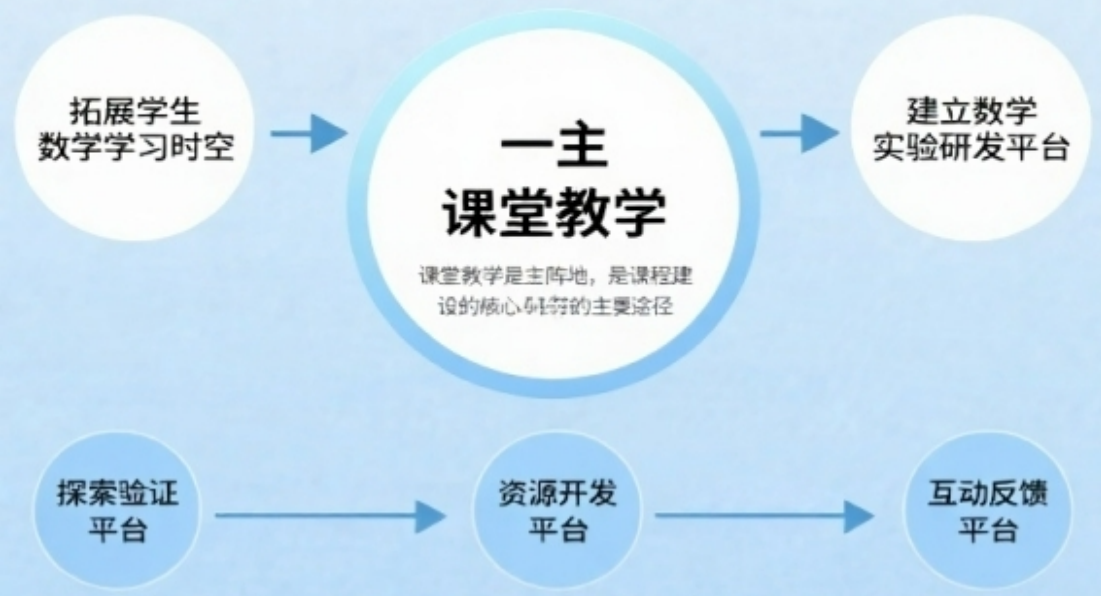 拓展学生
数学学习时空
一主
课堂教学
课堂教学是主阵地，是课程建
设的核心的主要途径
建立数学
实验研发平台
探索验证
平台
资源开发
平台
互动反馈
平台